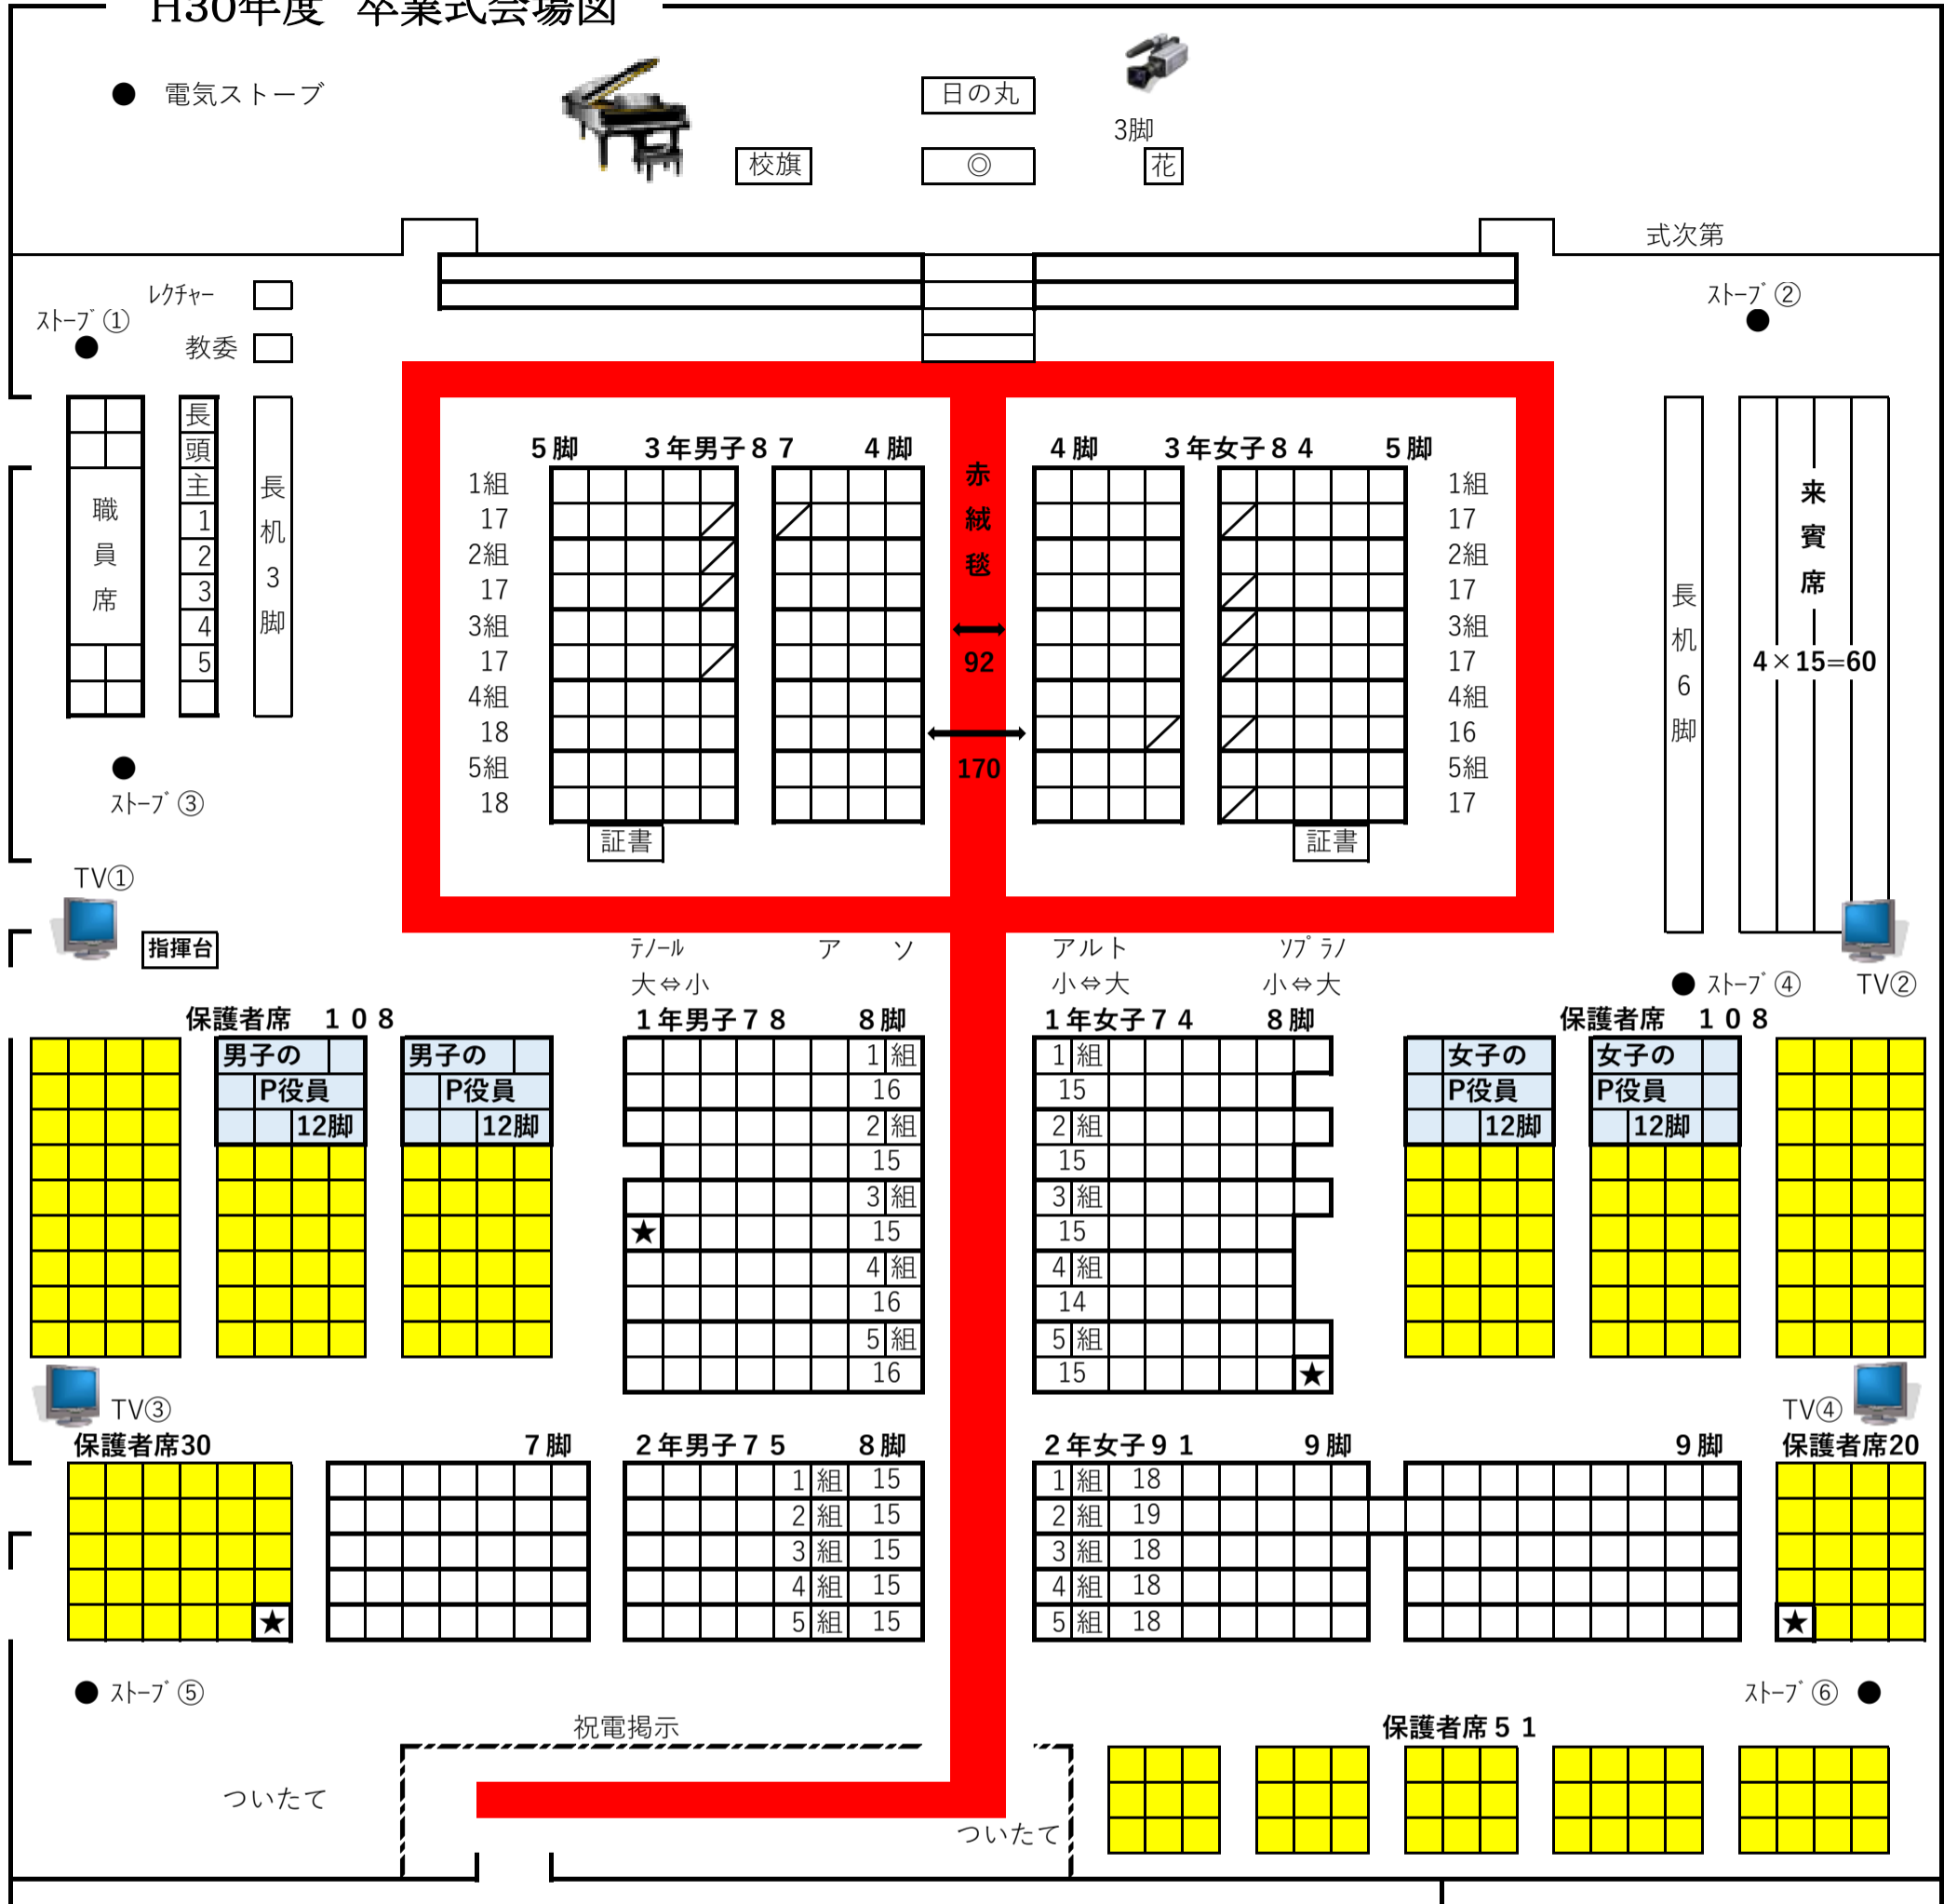 H30年度 卒業式会場図
● 電気ストーブ
日の丸
3脚
校旗 ◎ 花
式次第
レクチャー
ストーブ① ストーブ②
教委
長
頭
主
1
2
3
4
5
職員席
長机3脚
5脚 3年男子87 4脚
4脚 3年女子84 5脚
1組
17
2組
17
3組
17
4組
18
5組
18
証書
赤絨毯
92
170
1組
17
2組
17
3組
17
4組
16
5組
17
証書
長机6脚
来賓席
4×15=60
ストーブ③
TV①
指揮台
テノール ア ソ
大⇔小
アルト ソプラノ
小⇔大 小⇔大
ストーブ④ TV②
保護者席 108
男子の
P役員
12脚
男子の
P役員
12脚
1年男子78 8脚
1組
16
2組
15
3組
★ 15
4組
16
5組
16
1年女子74 8脚
1組
15
2組
15
3組
15
4組
14
5組
15 ★
保護者席 108
女子の
P役員
12脚
女子の
P役員
12脚
TV③
TV④
保護者席30
★
7脚 2年男子75 8脚
1組 15
2組 15
3組 15
4組 15
5組 15
2年女子91 9脚 9脚
1組 18
2組 19
3組 18
4組 18
5組 18
保護者席20
★
ストーブ⑤ ストーブ⑥
祝電掲示
保護者席51
ついたて
ついたて